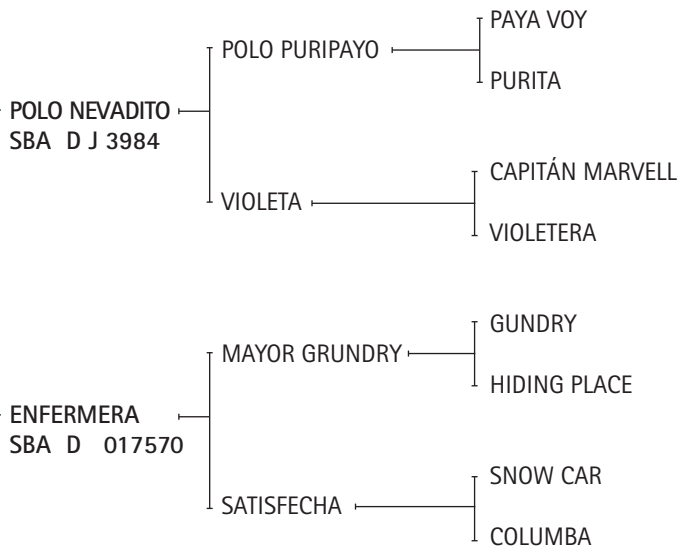 PAYA VOY
POLO PURIPAYO
PURITA
POLO NEVADITO
SBA D J 3984
CAPITÁN MARVELL
VIOLETA
VIOLETERA
GUNDRY
MAYOR GRUNDRY
HIDING PLACE
ENFERMERA
SBA D 017570
SNOW CAR
SATISFECHA
COLUMBA